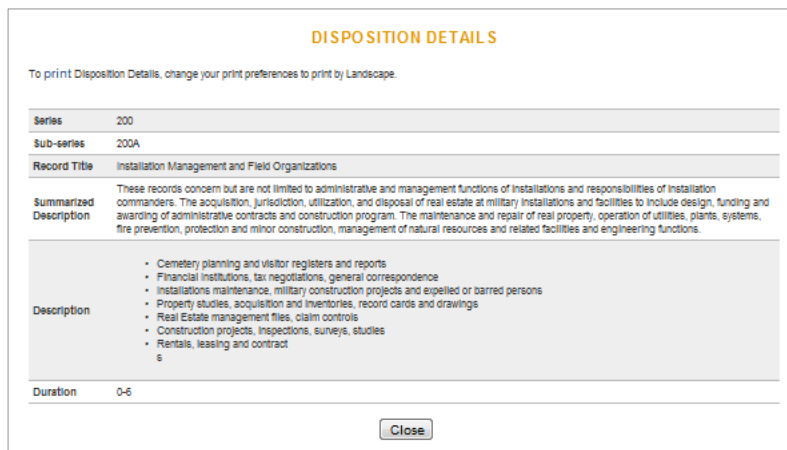 DISPOSITION DETAILS
To print Disposition Details, change your print preferences to print by Landscape.
Series 200
Sub-series 200A
Record Title Installation Management and Field Organizations
Summarized Description These records concern but are not limited to administrative and management functions of installations and responsibilities of installation
commanders. The acquisition, jurisdiction, utilization, and disposal of real estate at military installations and facilities to include design, funding and
awarding of administrative contracts and construction program. The maintenance and repair of real property, operation of utilities, plants, systems,
fire prevention, protection and minor construction, management of natural resources and related facilities and engineering functions.
Description
• Cemetery planning and visitor registers and reports
• Financial institutions, tax negotiations, general correspondence
• Installations maintenance, military construction projects and expelled or barred persons
• Property studies, acquisition and inventories, record cards and drawings
• Real Estate management files, claim controls
• Construction projects, inspections, surveys, studies
• Rentals, leasing and contract
s
Duration 0-6
Close